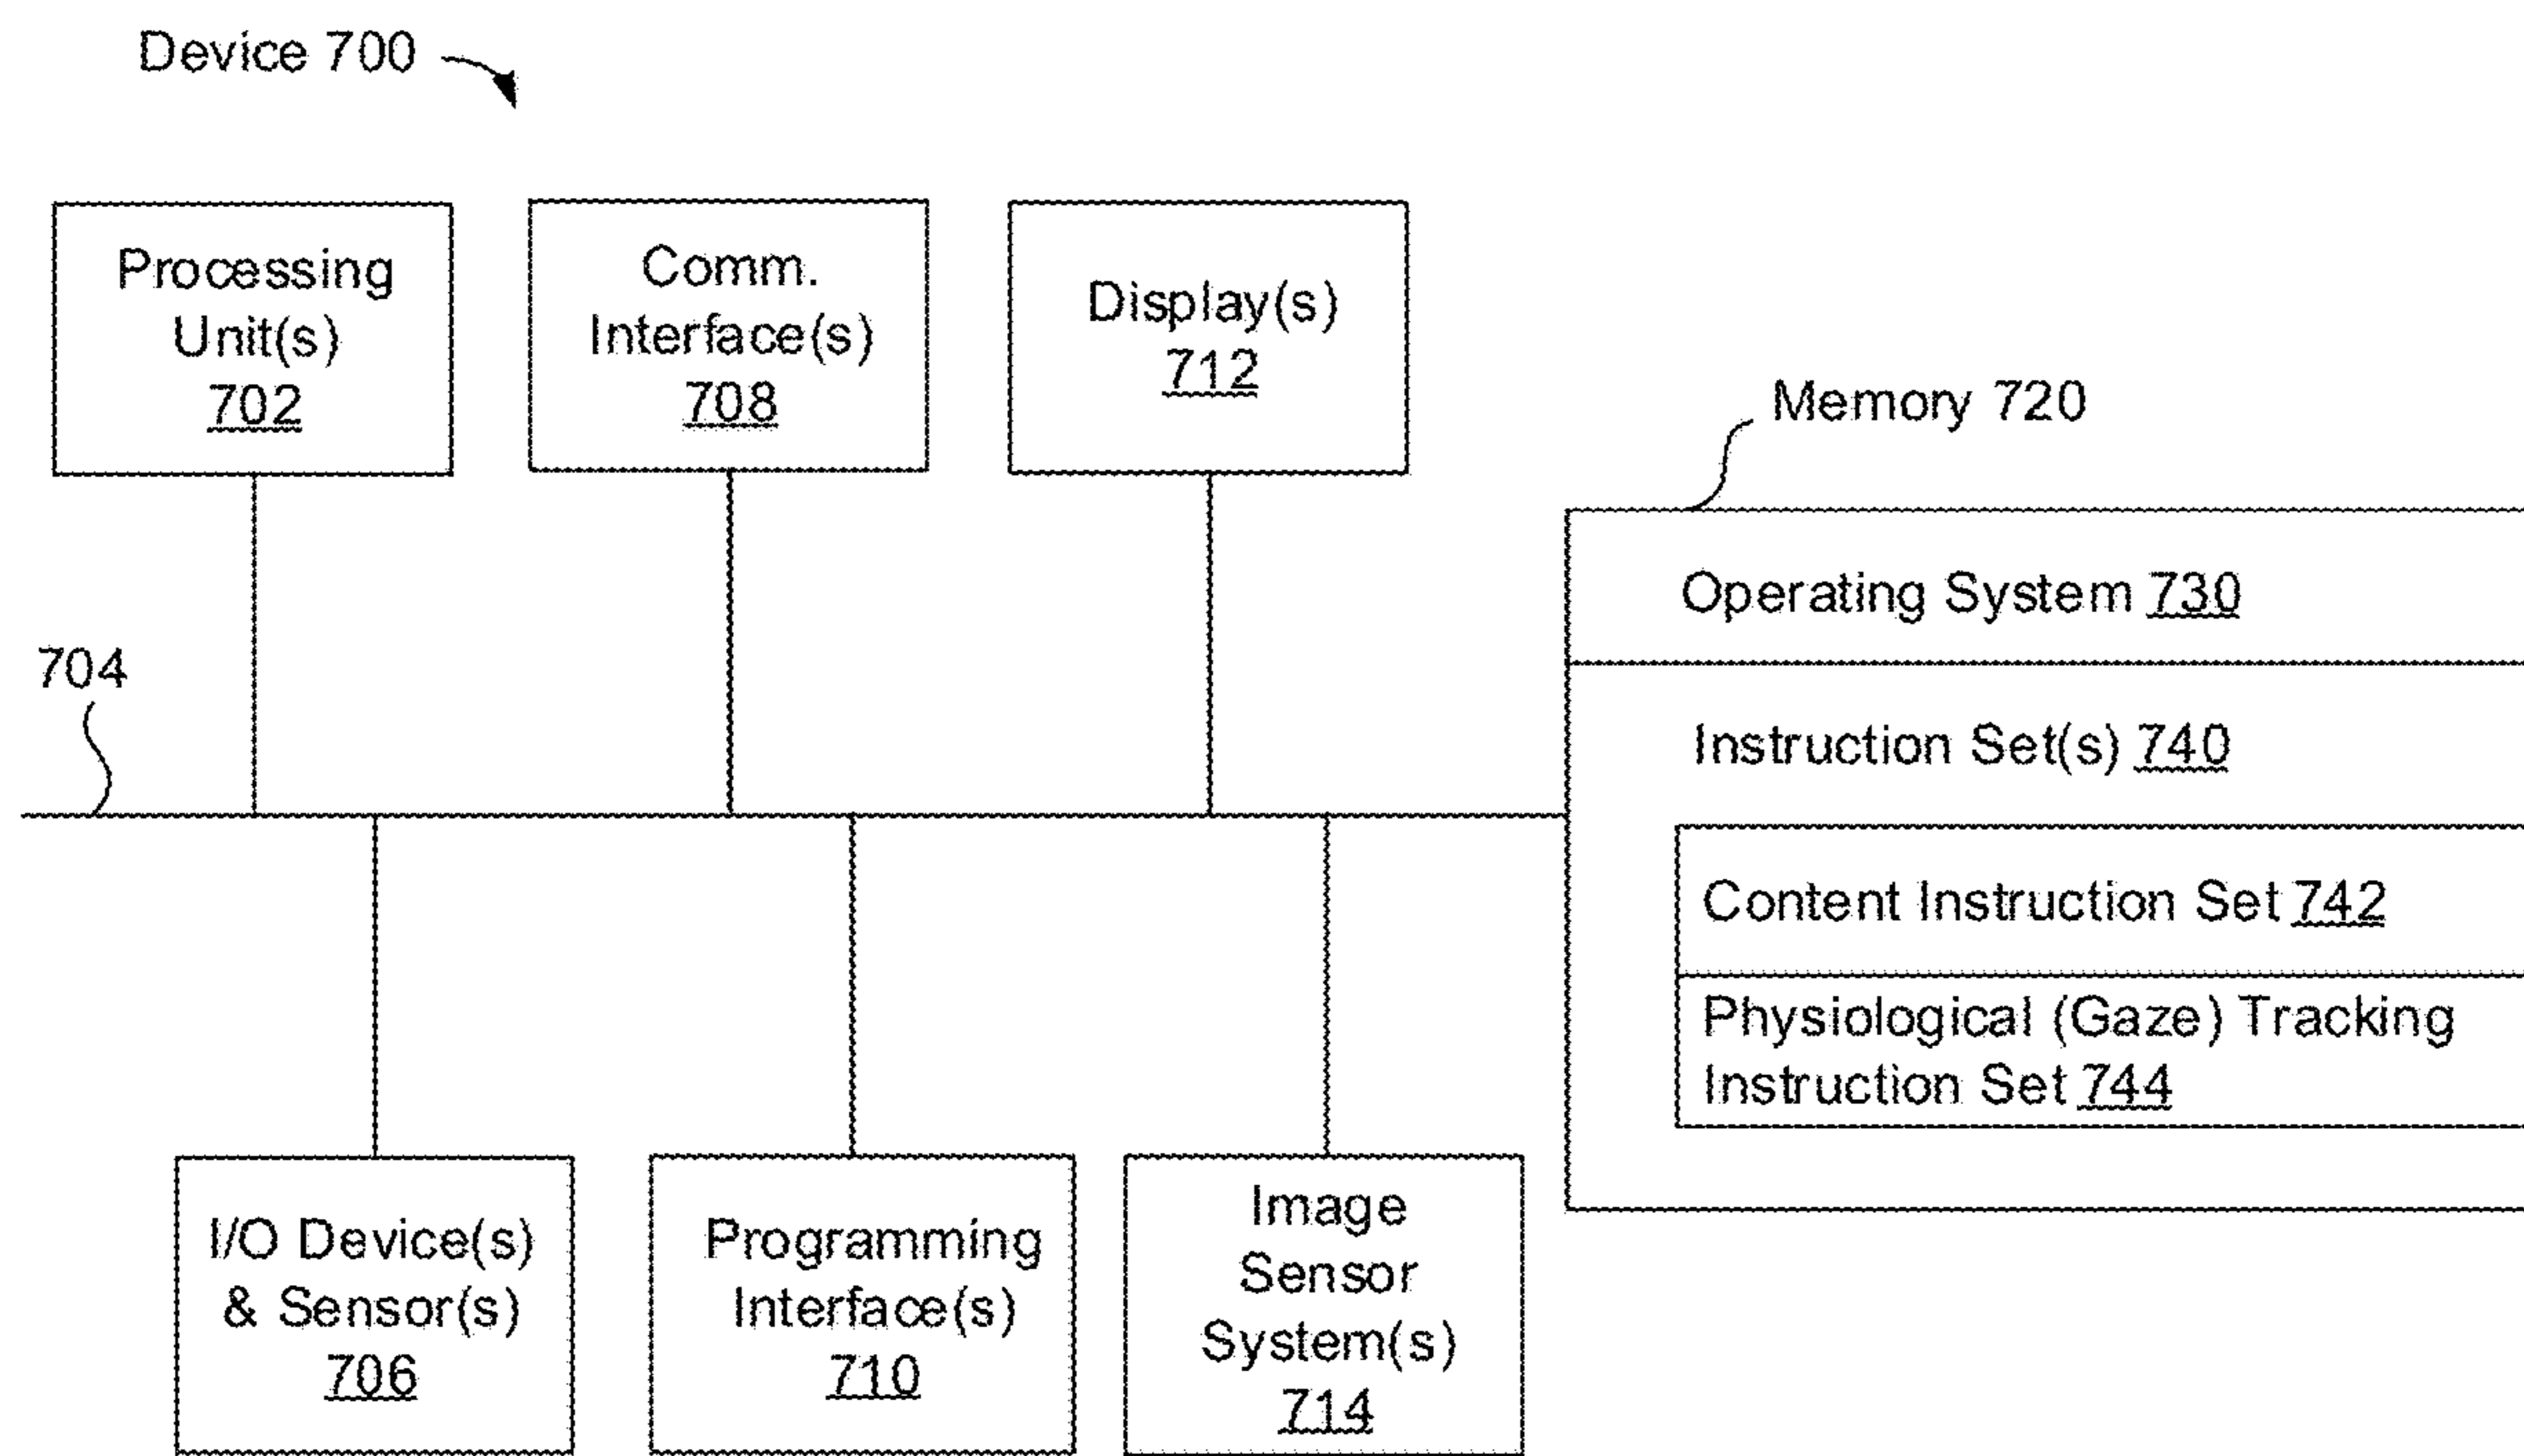 Device 700
Processing
Unit(s)
702
Comm.
Interface(s)
708
Display(s)
712
Memory 720
Operating System 730
704
Instruction Set(s) 740
Content Instruction Set 742
Physiological (Gaze) Tracking
Instruction Set 744
I/O Device(s)
& Sensor(s)
706
Programming
Interface(s)
710
Image
Sensor
System(s)
714